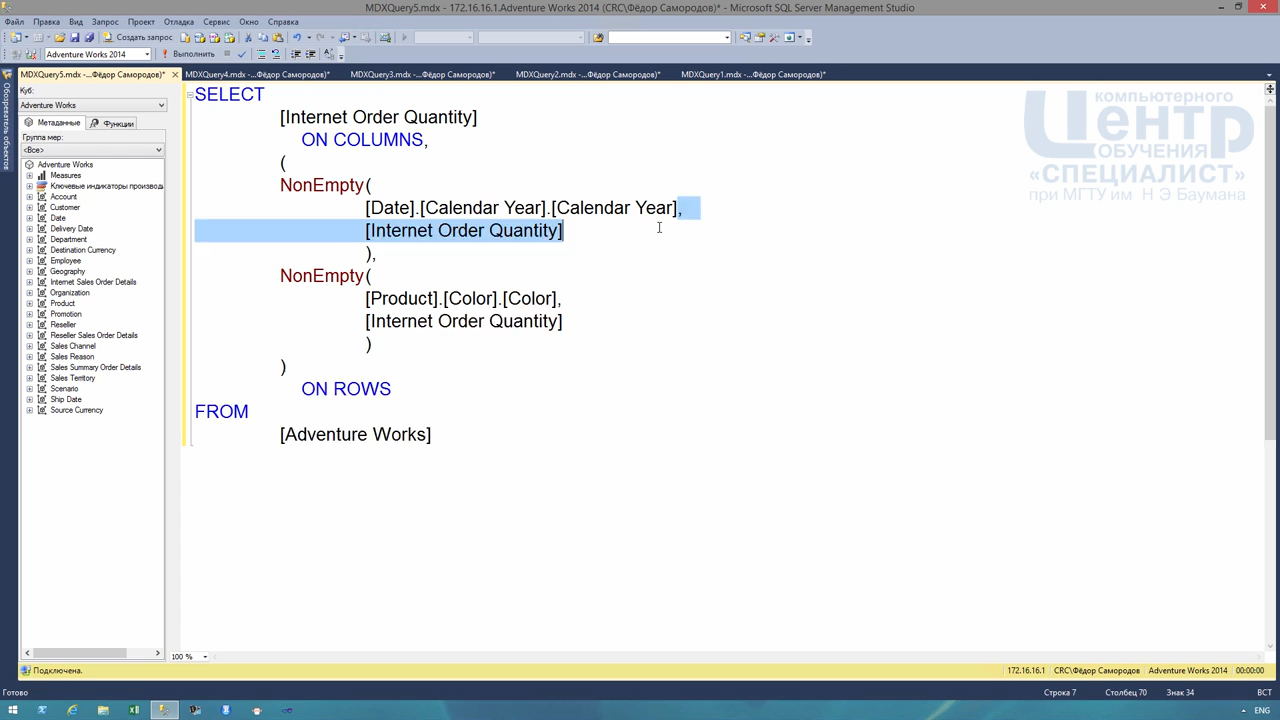 MDXQuery5.mdx - 172.16.16.1.Adventure Works 2014 (CRC\Фёдор Самородов)* - Microsoft SQL Server Management Studio
Файл Правка Вид Запрос Проект Отладка Сервис Окно Справка
Создать запрос
Adventure Works 2014 Выполнить
MDXQuery5.mdx -...Фёдор Самородов)* MDXQuery4.mdx -...Фёдор Самородов)* MDXQuery3.mdx -...Фёдор Самородов)* MDXQuery2.mdx -...Фёдор Самородов)* MDXQuery1.mdx -...Фёдор Самородов)*
Обозреватель объектов
Куб:
Adventure Works
Метаданные Функции
Группа мер:
<Все>
Adventure Works
Measures
Ключевые индикаторы производ
Account
Customer
Date
Delivery Date
Department
Destination Currency
Employee
Geography
Internet Sales Order Details
Organization
Product
Promotion
Reseller
Reseller Sales Order Details
Sales Channel
Sales Reason
Sales Summary Order Details
Sales Territory
Scenario
Ship Date
Source Currency
SELECT
[Internet Order Quantity]
ON COLUMNS,
(
NonEmpty(
[Date].[Calendar Year].[Calendar Year],
[Internet Order Quantity]
),
NonEmpty(
[Product].[Color].[Color],
[Internet Order Quantity]
)
)
ON ROWS
FROM
[Adventure Works]
компьютерного
Центр
ОБУЧЕНИЯ
«СПЕЦИАЛИСТ»
при МГТУ им Н Э Баумана
100 %
Подключена. 172.16.16.1 CRC\Фёдор Самородов Adventure Works 2014 00:00:00
Готово Строка 7 Столбец 70 Знак 34 ВСТ
ENG